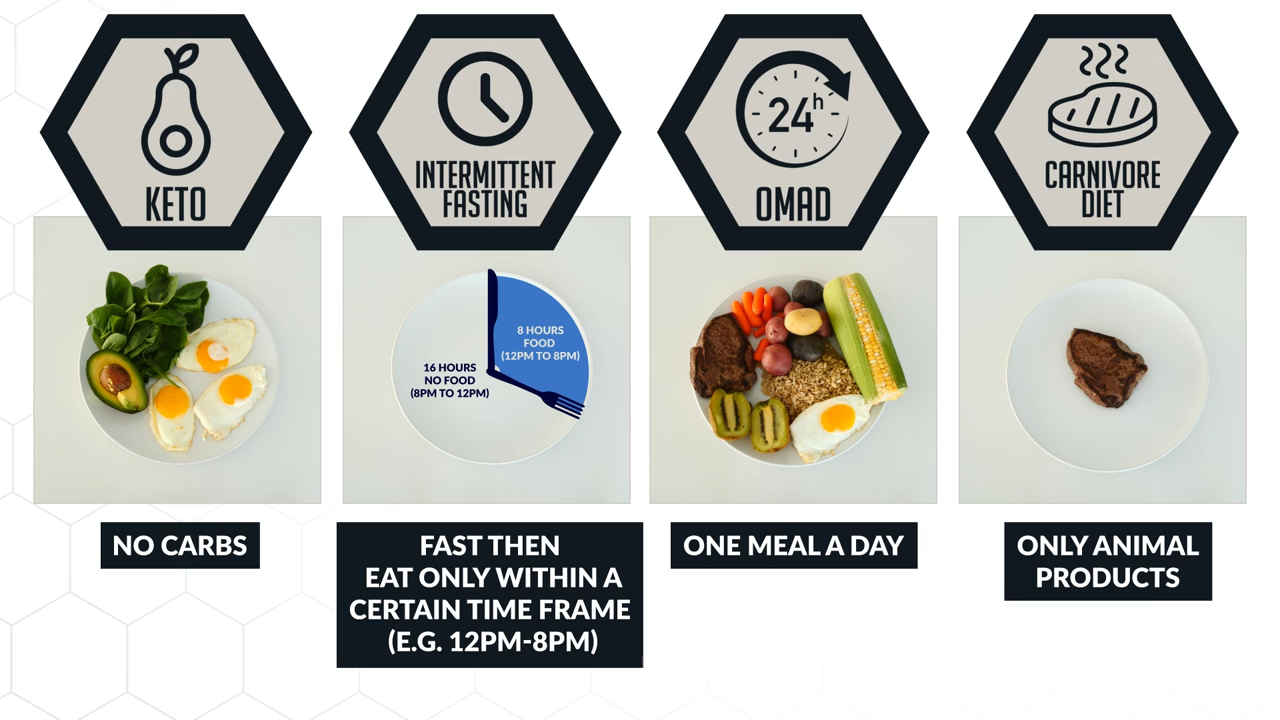 KETO
INTERMITTENT
FASTING
24h
OMAD
CARNIVORE
DIET
8 HOURS
FOOD
(12PM TO 8PM)
16 HOURS
NO FOOD
(8PM TO 12PM)
NO CARBS
FAST THEN
EAT ONLY WITHIN A
CERTAIN TIME FRAME
(E.G. 12PM-8PM)
ONE MEAL A DAY
ONLY ANIMAL
PRODUCTS